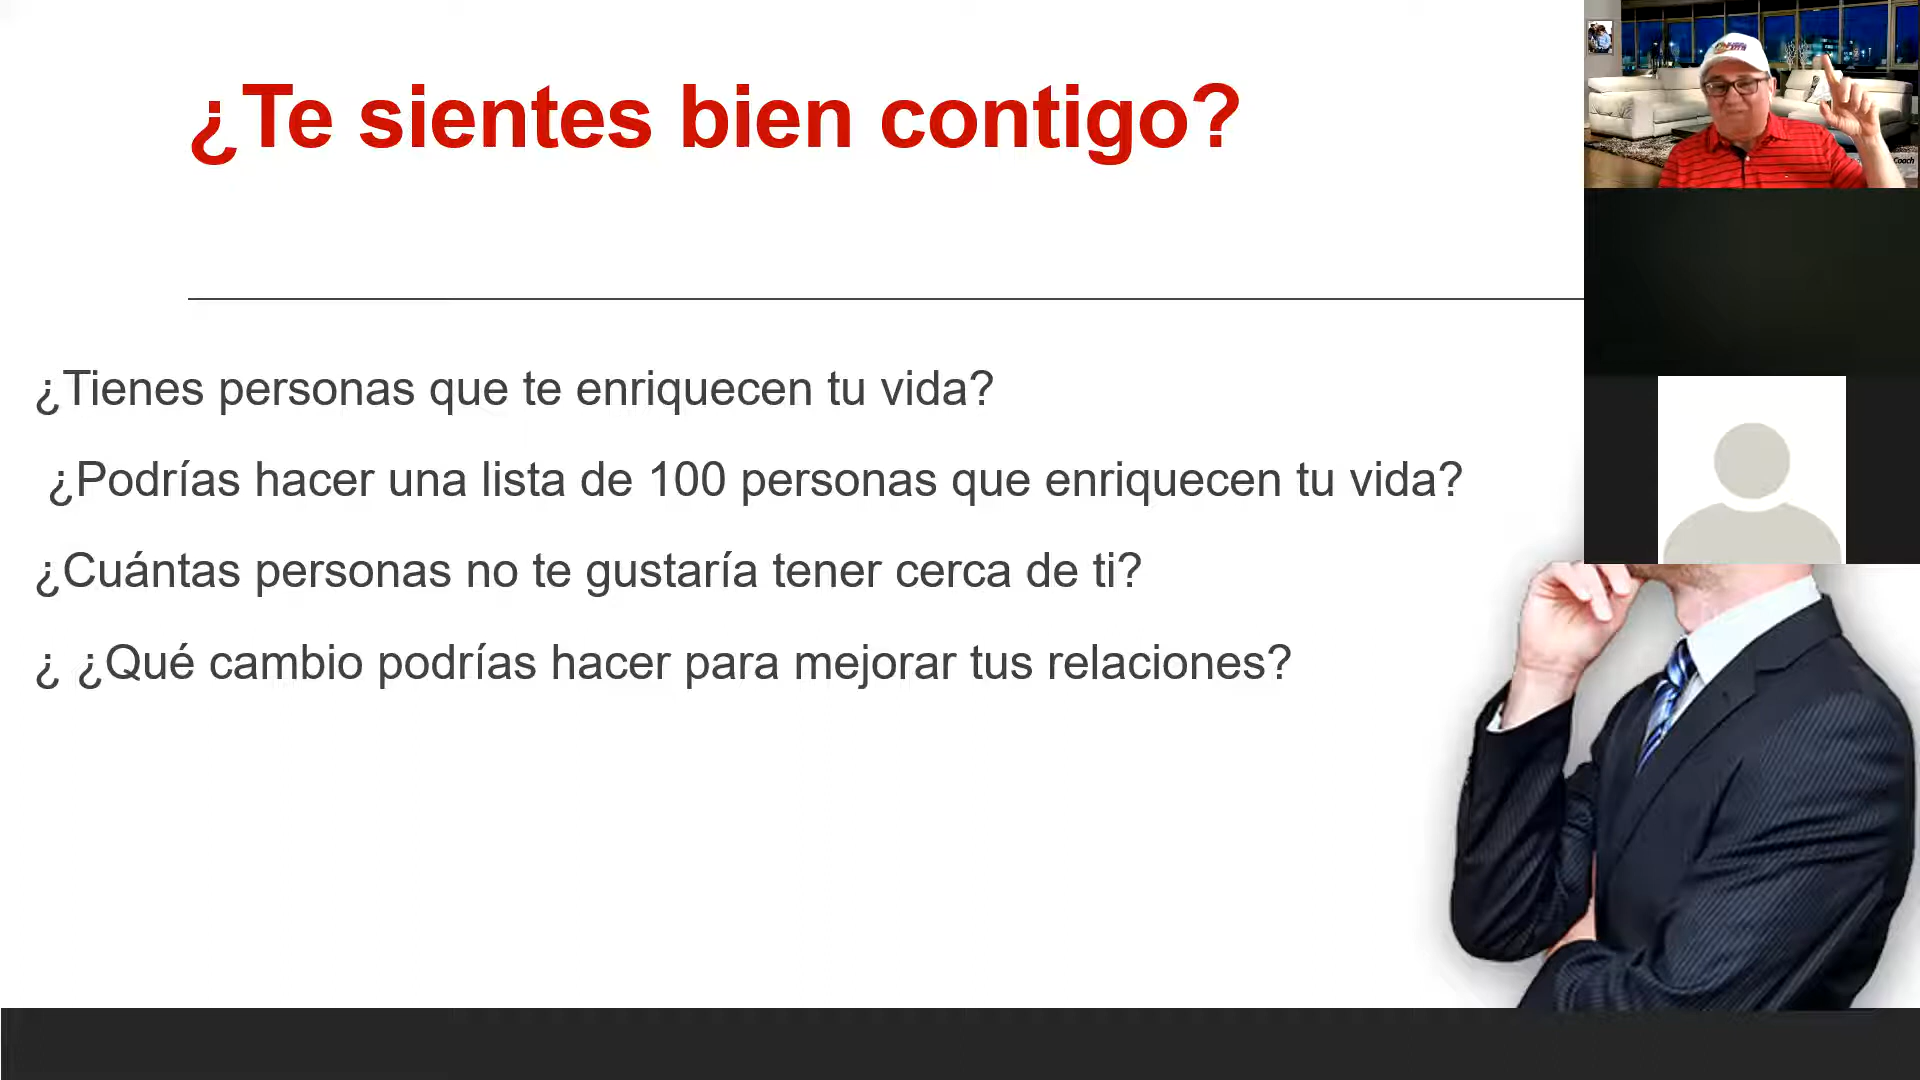 ¿Te sientes bien contigo?
¿Tienes personas que te enriquecen tu vida?
¿Podrías hacer una lista de 100 personas que enriquecen tu vida?
¿Cuántas personas no te gustaría tener cerca de ti?
¿ ¿Qué cambio podrías hacer para mejorar tus relaciones?
Coach